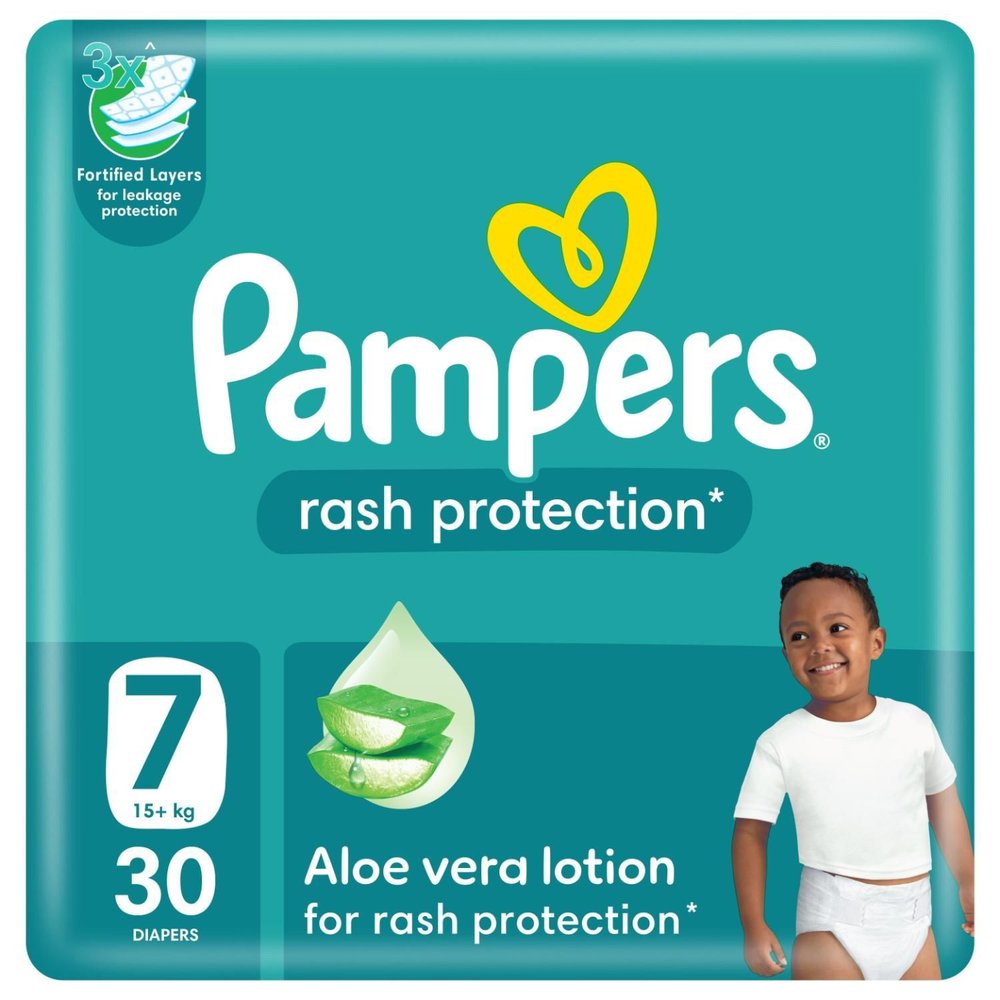 3x^
Fortified Layers
for leakage
protection
Pampers®
rash protection*
7
15+ kg
30
DIAPERS
Aloe vera lotion
for rash protection*